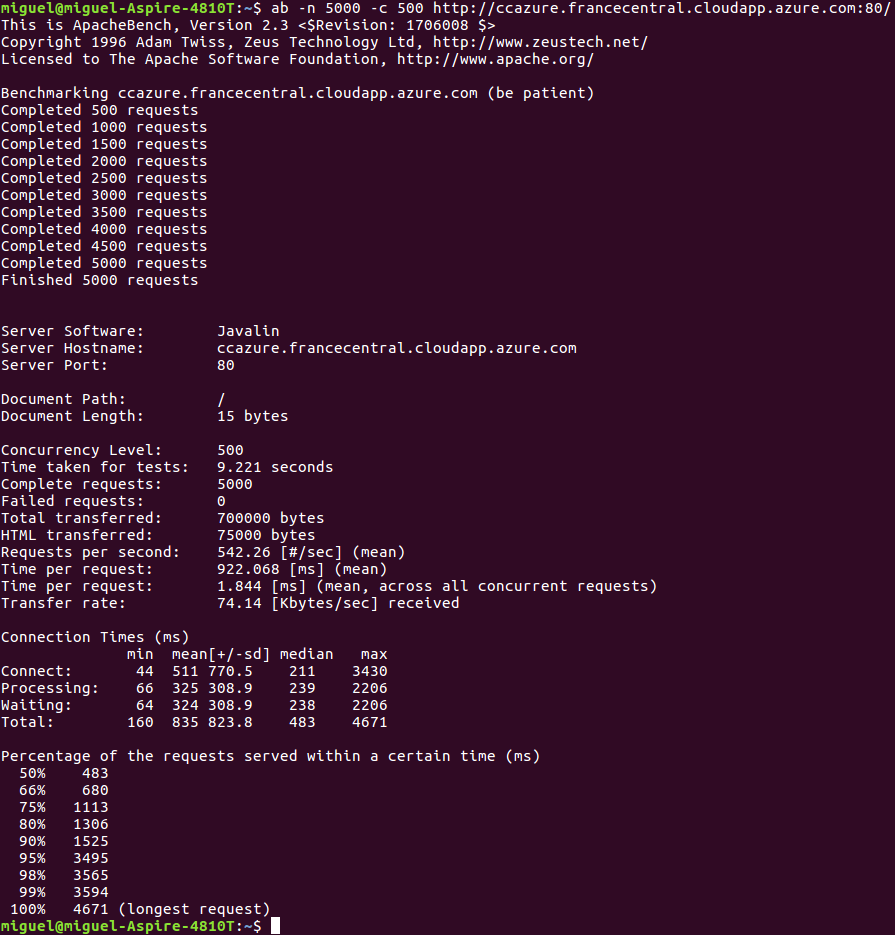 miguel@miguel-Aspire-4810T:~$ ab -n 5000 -c 500 http://ccazure.francecentral.cloudapp.azure.com:80/
This is ApacheBench, Version 2.3 <$Revision: 1706008 $>
Copyright 1996 Adam Twiss, Zeus Technology Ltd, http://www.zeustech.net/
Licensed to The Apache Software Foundation, http://www.apache.org/

Benchmarking ccazure.francecentral.cloudapp.azure.com (be patient)
Completed 500 requests
Completed 1000 requests
Completed 1500 requests
Completed 2000 requests
Completed 2500 requests
Completed 3000 requests
Completed 3500 requests
Completed 4000 requests
Completed 4500 requests
Completed 5000 requests
Finished 5000 requests


Server Software:        Javalin
Server Hostname:        ccazure.francecentral.cloudapp.azure.com
Server Port:            80

Document Path:          /
Document Length:        15 bytes

Concurrency Level:      500
Time taken for tests:   9.221 seconds
Complete requests:      5000
Failed requests:        0
Total transferred:      700000 bytes
HTML transferred:       75000 bytes
Requests per second:    542.26 [#/sec] (mean)
Time per request:       922.068 [ms] (mean)
Time per request:       1.844 [ms] (mean, across all concurrent requests)
Transfer rate:          74.14 [Kbytes/sec] received

Connection Times (ms)
              min  mean[+/-sd] median   max
Connect:       44  511 770.5    211    3430
Processing:    66  325 308.9    239    2206
Waiting:       64  324 308.9    238    2206
Total:        160  835 823.8    483    4671

Percentage of the requests served within a certain time (ms)
  50%    483
  66%    680
  75%   1113
  80%   1306
  90%   1525
  95%   3495
  98%   3565
  99%   3594
 100%   4671 (longest request)
miguel@miguel-Aspire-4810T:~$